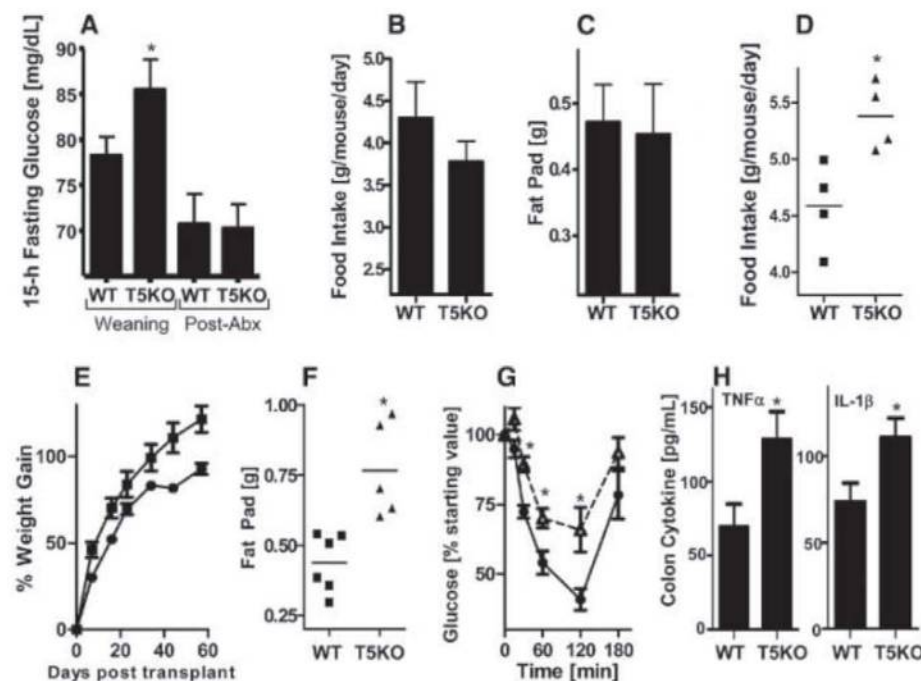 A
15-h Fasting Glucose [mg/dL]
90
85
80
75
70
*
WT T5KO WT T5KO
Weaning Post-Abx
B
Food Intake [g/mouse/day]
4.5
4.0
3.5
3.0
2.5
WT T5KO
C
Fat Pad [g]
0.5
0.4
0.3
WT T5KO
D
Food Intake [g/mouse/day]
5.5
5.0
4.5
4.0
*
WT T5KO
E
% Weight Gain
100
50
0
0 20 40 60
Days post transplant
F
Fat Pad [g]
1.00
0.75
0.50
0.25
*
WT T5KO
G
Glucose [% starting value]
100
75
50
* * *
0 60 120 180
Time [min]
H
Colon Cytokine [pg/mL]
TNFα *
150
100
50
0
WT T5KO
IL-1β *
100
50
0
WT T5KO